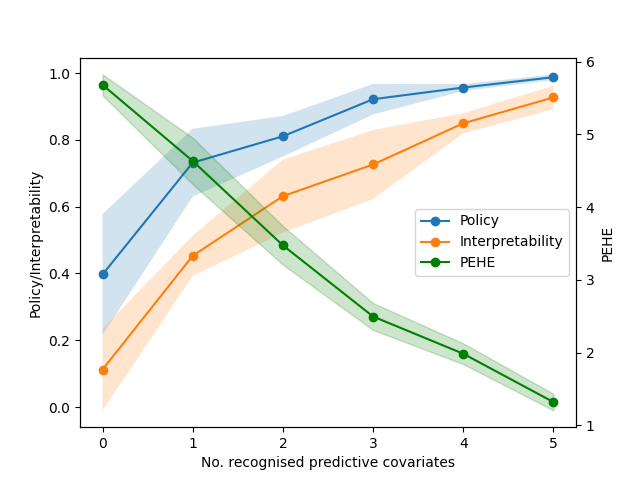 1.0
0.8
0.6
0.4
0.2
0.0
Policy/Interpretability
6
5
4
3
2
1
PEHE
Policy
Interpretability
PEHE
0 1 2 3 4 5
No. recognised predictive covariates